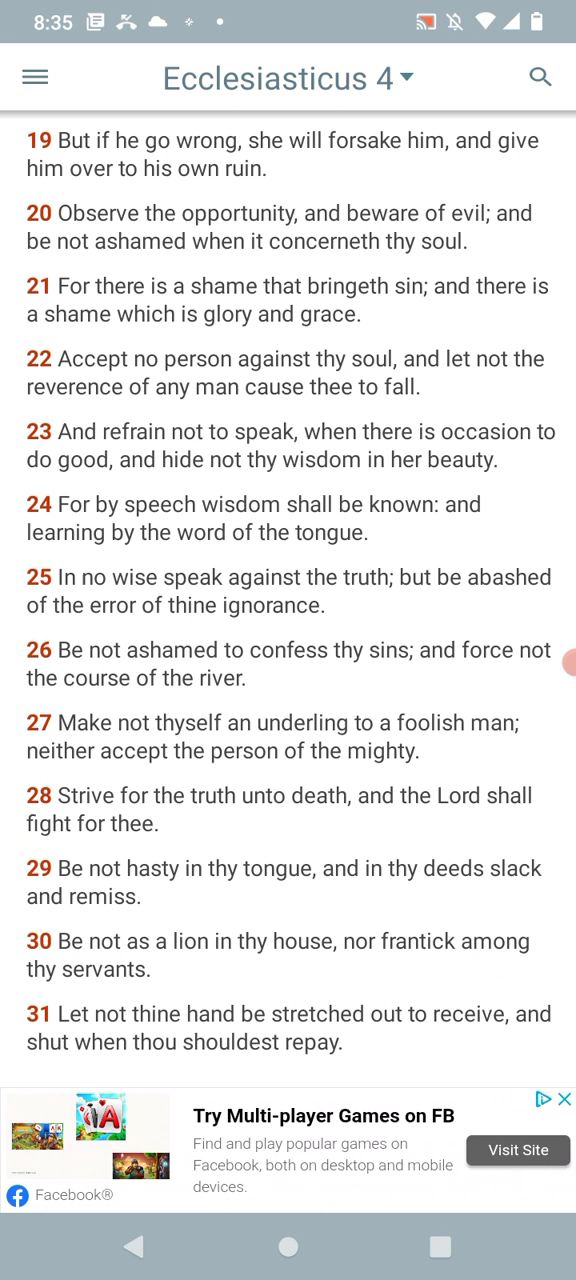 8:35
Ecclesiasticus 4
19 But if he go wrong, she will forsake him, and give
him over to his own ruin.
20 Observe the opportunity, and beware of evil; and
be not ashamed when it concerneth thy soul.
21 For there is a shame that bringeth sin; and there is
a shame which is glory and grace.
22 Accept no person against thy soul, and let not the
reverence of any man cause thee to fall.
23 And refrain not to speak, when there is occasion to
do good, and hide not thy wisdom in her beauty.
24 For by speech wisdom shall be known: and
learning by the word of the tongue.
25 In no wise speak against the truth; but be abashed
of the error of thine ignorance.
26 Be not ashamed to confess thy sins; and force not
the course of the river.
27 Make not thyself an underling to a foolish man;
neither accept the person of the mighty.
28 Strive for the truth unto death, and the Lord shall
fight for thee.
29 Be not hasty in thy tongue, and in thy deeds slack
and remiss.
30 Be not as a lion in thy house, nor frantick among
thy servants.
31 Let not thine hand be stretched out to receive, and
shut when thou shouldest repay.
Try Multi-player Games on FB
Find and play popular games on
Facebook, both on desktop and mobile
devices.
Visit Site
Facebook®